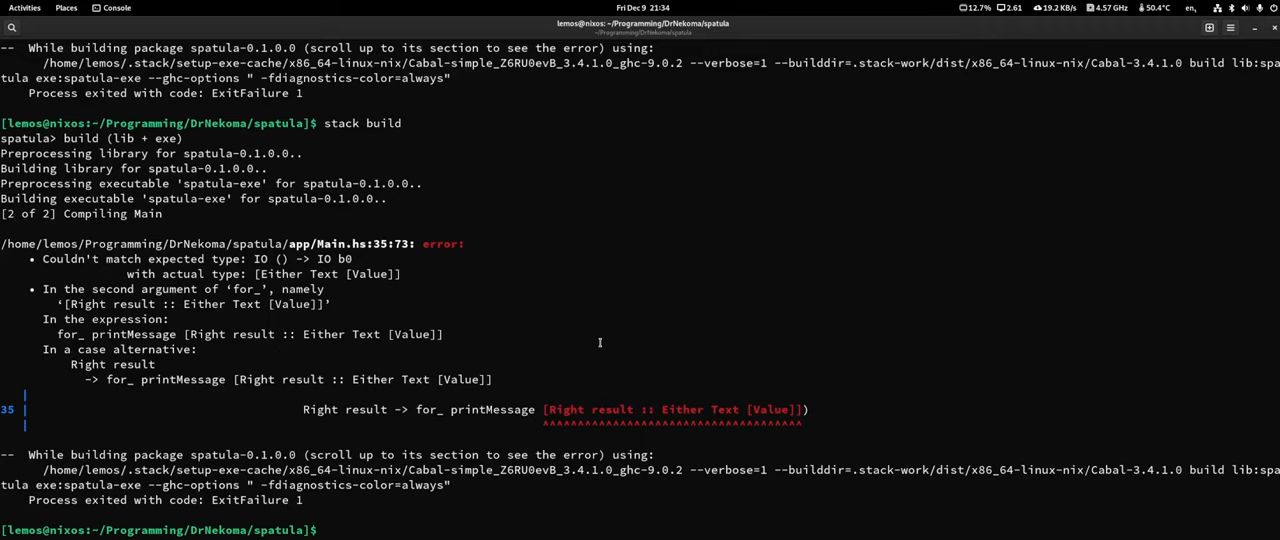 Activities Places Console Fri Dec 9 21:34 12.7% 2.61 19.2 KB/s 4.57 GHz 50.4°C en₁
lemos@nixos: ~/Programming/DrNekoma/spatula
~/Programming/DrNekoma/spatula
-- While building package spatula-0.1.0.0 (scroll up to its section to see the error) using:
/home/lemos/.stack/setup-exe-cache/x86_64-linux-nix/Cabal-simple_Z6RU0evB_3.4.1.0_ghc-9.0.2 --verbose=1 --builddir=.stack-work/dist/x86_64-linux-nix/Cabal-3.4.1.0 build lib:spa
tula exe:spatula-exe --ghc-options " -fdiagnostics-color=always"
Process exited with code: ExitFailure 1
[lemos@nixos:~/Programming/DrNekoma/spatula]$ stack build
spatula> build (lib + exe)
Preprocessing library for spatula-0.1.0.0..
Building library for spatula-0.1.0.0..
Preprocessing executable 'spatula-exe' for spatula-0.1.0.0..
Building executable 'spatula-exe' for spatula-0.1.0.0..
[2 of 2] Compiling Main
/home/lemos/Programming/DrNekoma/spatula/app/Main.hs:35:73: error:
• Couldn't match expected type: IO () -> IO b0
with actual type: [Either Text [Value]]
• In the second argument of ‘for_’, namely
‘[Right result :: Either Text [Value]]’
In the expression:
for_ printMessage [Right result :: Either Text [Value]]
In a case alternative:
Right result
-> for_ printMessage [Right result :: Either Text [Value]]
|
35 | Right result -> for_ printMessage [Right result :: Either Text [Value]])
| ^^^^^^^^^^^^^^^^^^^^^^^^^^^^^^^^^^^^^
-- While building package spatula-0.1.0.0 (scroll up to its section to see the error) using:
/home/lemos/.stack/setup-exe-cache/x86_64-linux-nix/Cabal-simple_Z6RU0evB_3.4.1.0_ghc-9.0.2 --verbose=1 --builddir=.stack-work/dist/x86_64-linux-nix/Cabal-3.4.1.0 build lib:spa
tula exe:spatula-exe --ghc-options " -fdiagnostics-color=always"
Process exited with code: ExitFailure 1
[lemos@nixos:~/Programming/DrNekoma/spatula]$